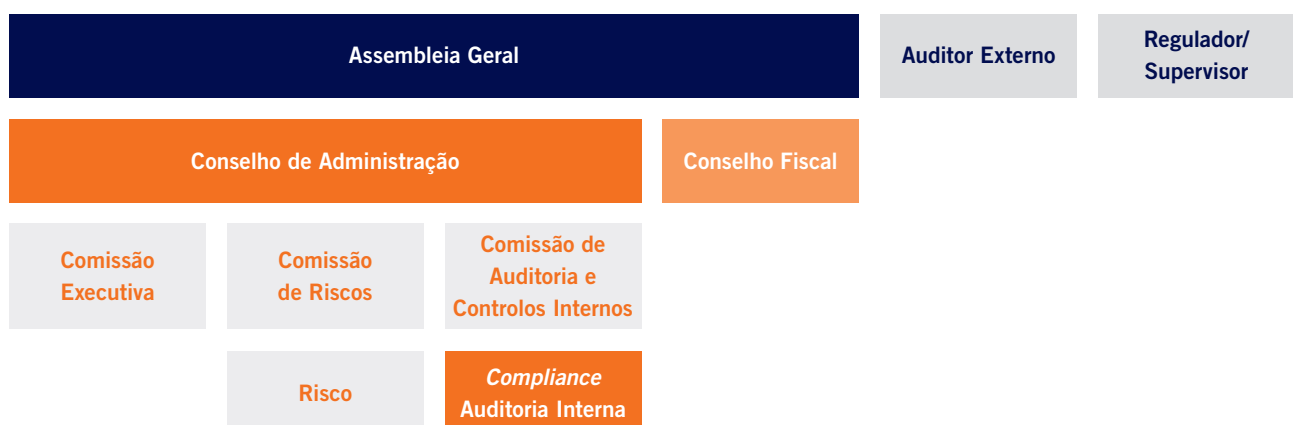 Assembleia Geral
Auditor Externo
Regulador/
Supervisor
Conselho de Administração
Conselho Fiscal
Comissão
Executiva
Comissão
de Riscos
Comissão de
Auditoria e
Controlos Internos
Risco
Compliance
Auditoria Interna